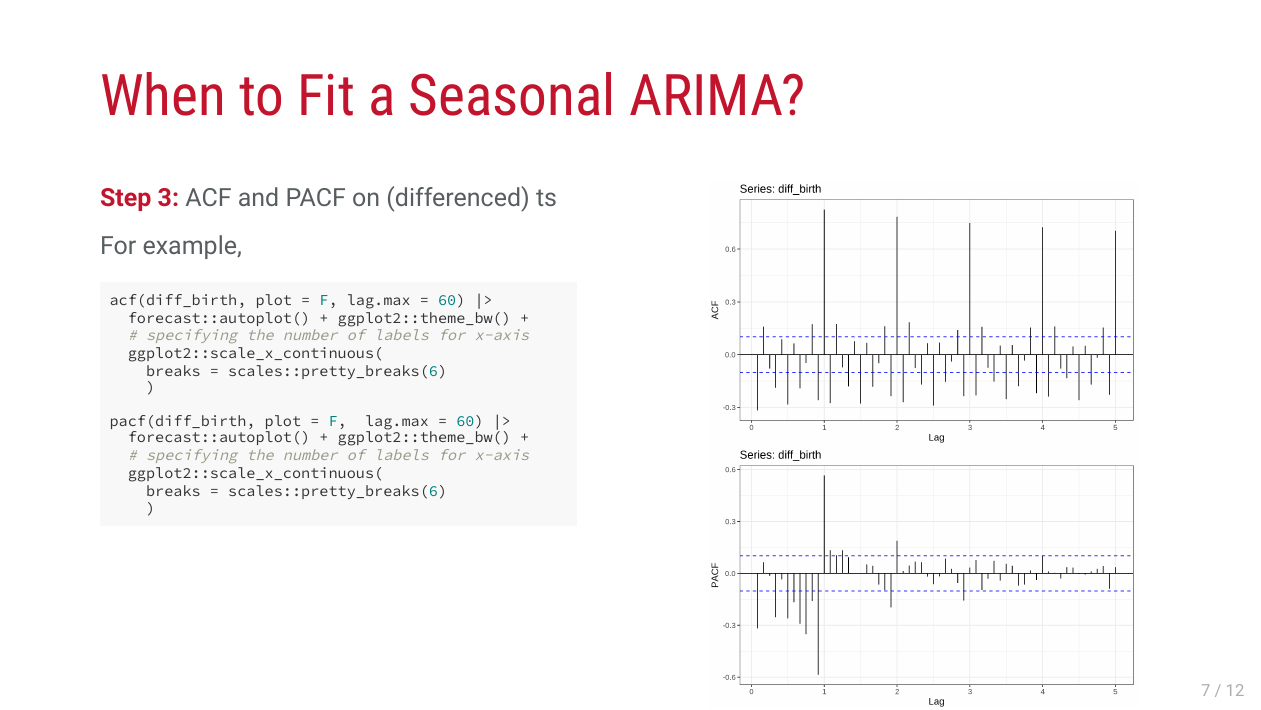 When to Fit a Seasonal ARIMA?
Step 3: ACF and PACF on (differenced) ts
For example,
acf(diff_birth, plot = F, lag.max = 60) |>
  forecast::autoplot() + ggplot2::theme_bw() +
  # specifying the number of labels for x-axis
  ggplot2::scale_x_continuous(
    breaks = scales::pretty_breaks(6)
    )
pacf(diff_birth, plot = F,  lag.max = 60) |>
  forecast::autoplot() + ggplot2::theme_bw() +
  # specifying the number of labels for x-axis
  ggplot2::scale_x_continuous(
    breaks = scales::pretty_breaks(6)
    )
Series: diff_birth
0.6
0.3
0.0
-0.3
ACF
0 1 2 3 4 5
Lag
Series: diff_birth
0.6
0.3
0.0
-0.3
-0.6
PACF
0 1 2 3 4 5
Lag
7 / 12